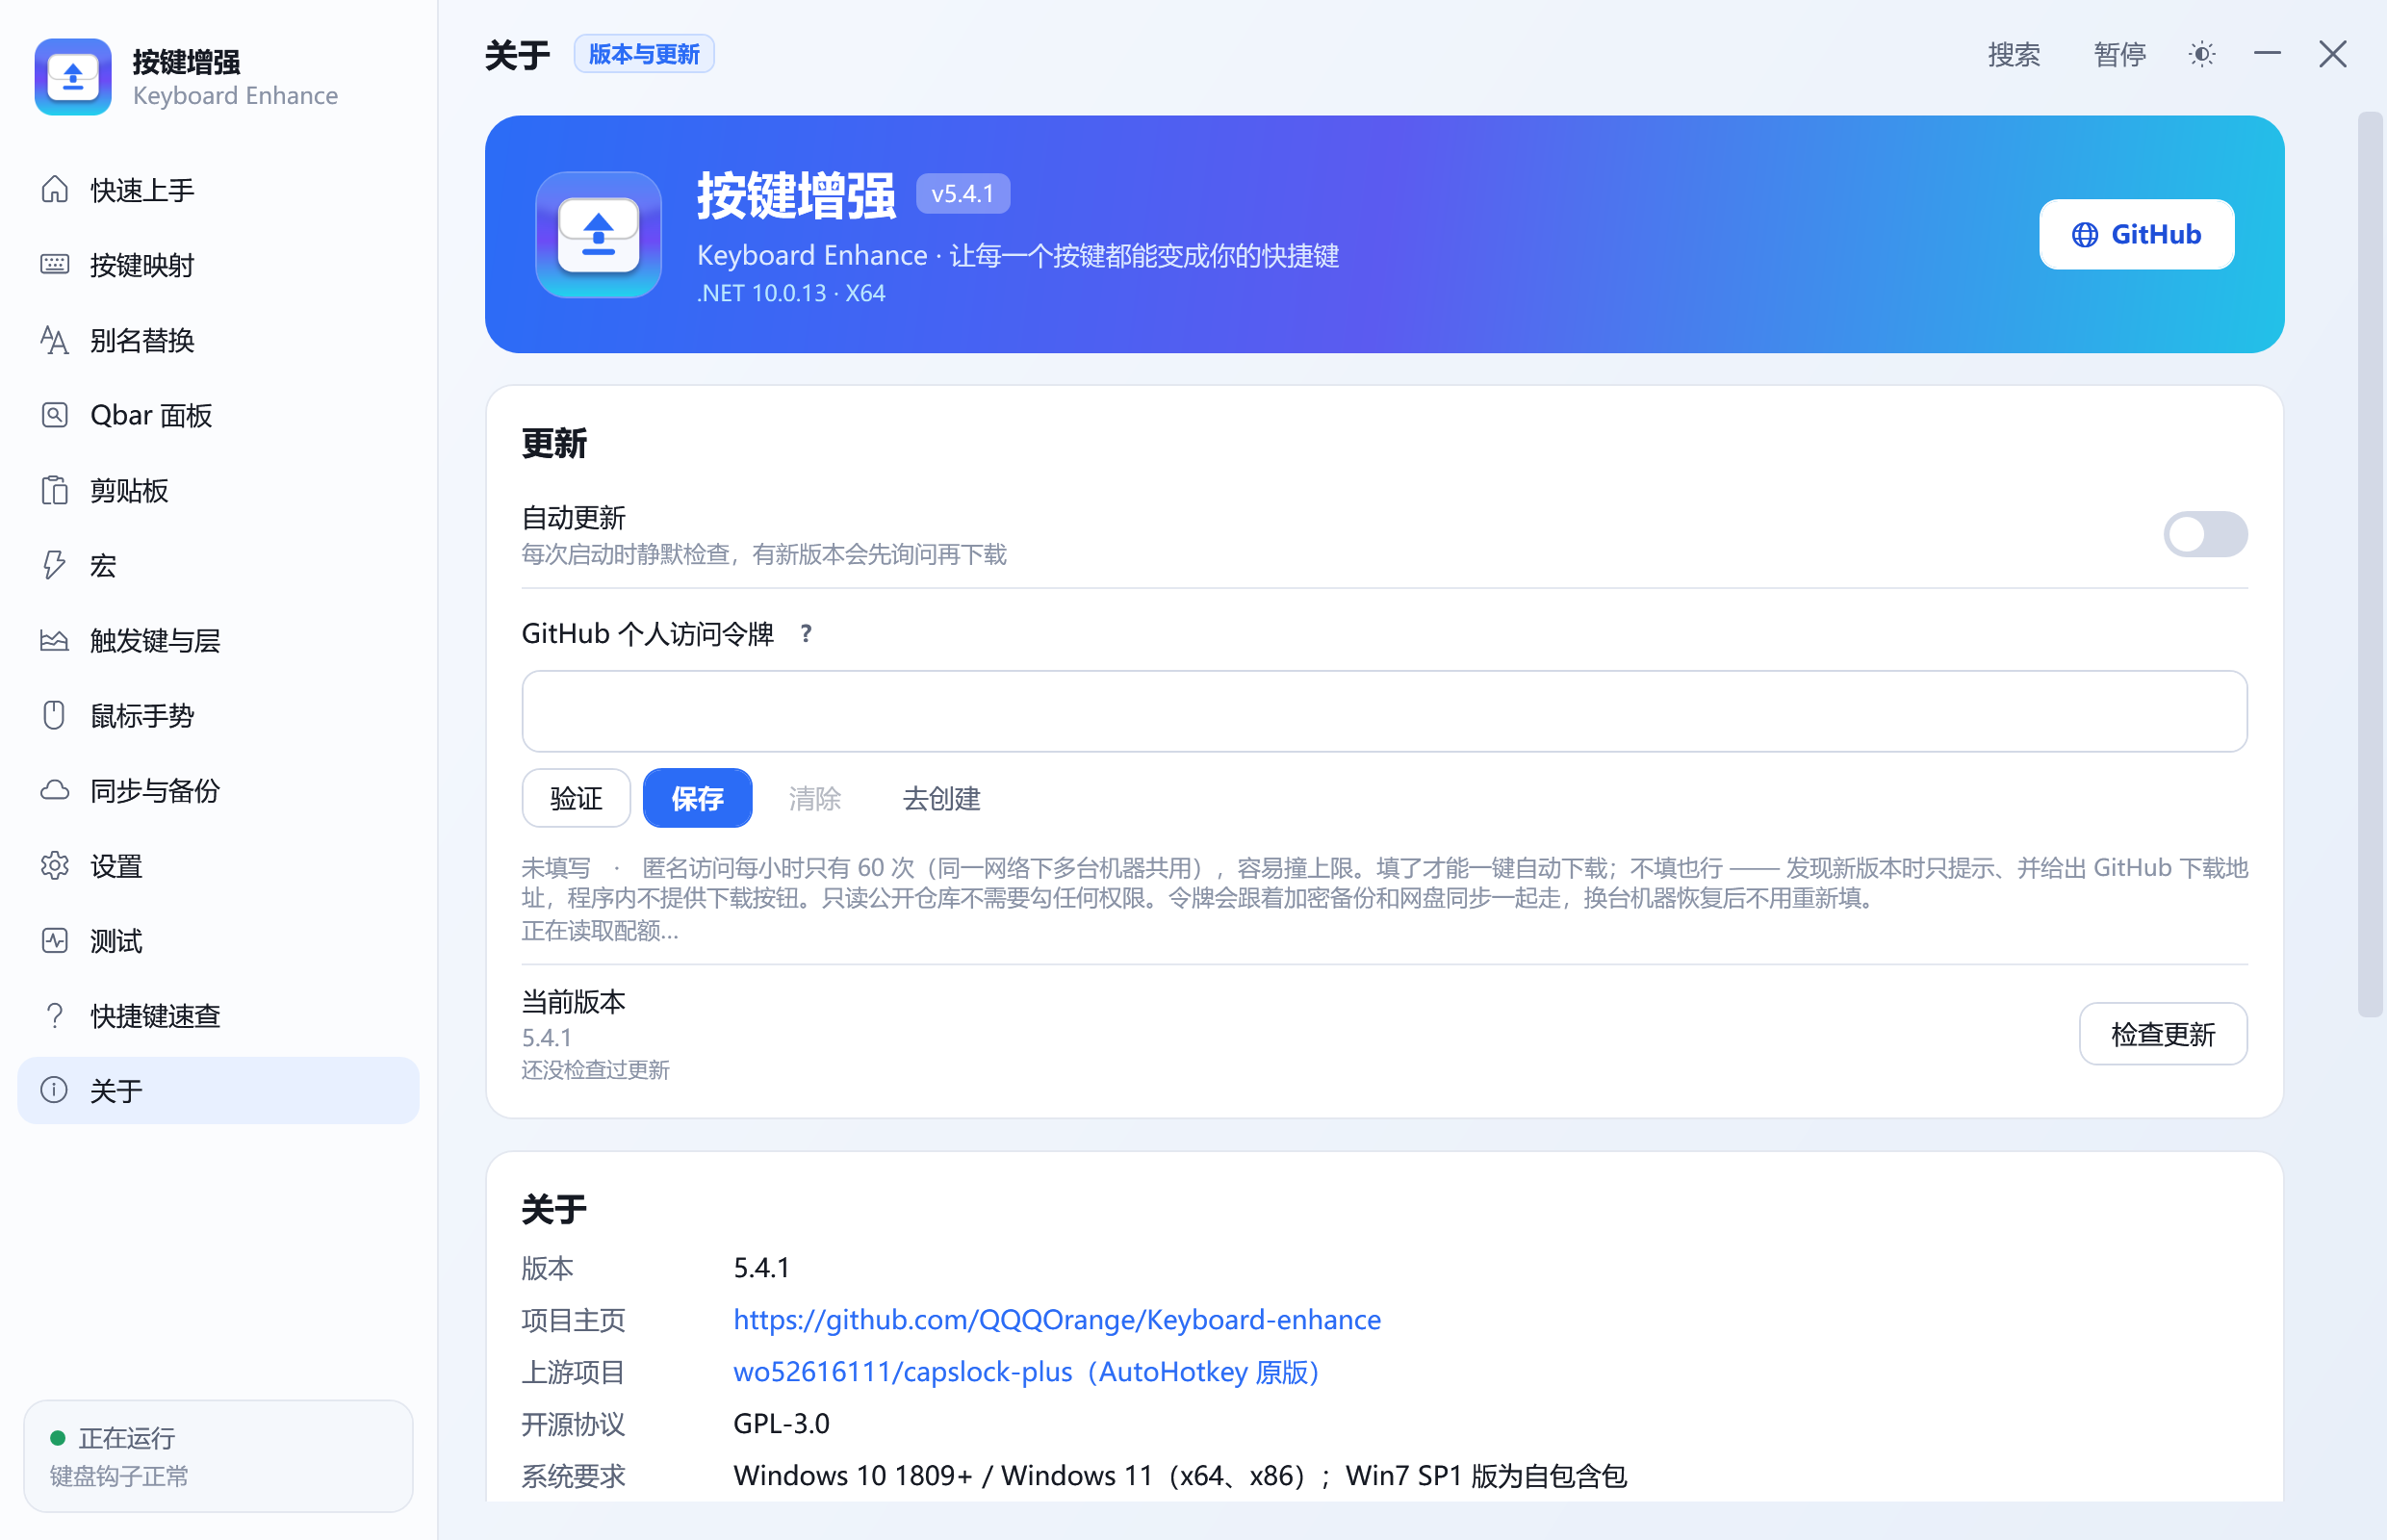 按键增强
Keyboard Enhance
快速上手
按键映射
别名替换
Qbar 面板
剪贴板
宏
触发键与层
鼠标手势
同步与备份
设置
测试
快捷键速查
关于
正在运行
键盘钩子正常
关于
版本与更新
搜索
暂停
按键增强
v5.4.1
Keyboard Enhance · 让每一个按键都能变成你的快捷键
.NET 10.0.13 · X64
GitHub
更新
自动更新
每次启动时静默检查，有新版本会先询问再下载
GitHub 个人访问令牌 ?
验证
保存
清除
去创建
未填写 · 匿名访问每小时只有 60 次（同一网络下多台机器共用），容易撞上限。填了才能一键自动下载；不填也行 —— 发现新版本时只提示、并给出 GitHub 下载地
址，程序内不提供下载按钮。只读公开仓库不需要勾任何权限。令牌会跟着加密备份和网盘同步一起走，换台机器恢复后不用重新填。
正在读取配额...
当前版本
5.4.1
还没检查过更新
检查更新
关于
版本 5.4.1
项目主页 https://github.com/QQQOrange/Keyboard-enhance
上游项目 wo52616111/capslock-plus（AutoHotkey 原版）
开源协议 GPL-3.0
系统要求 Windows 10 1809+ / Windows 11（x64、x86）；Win7 SP1 版为自包含包